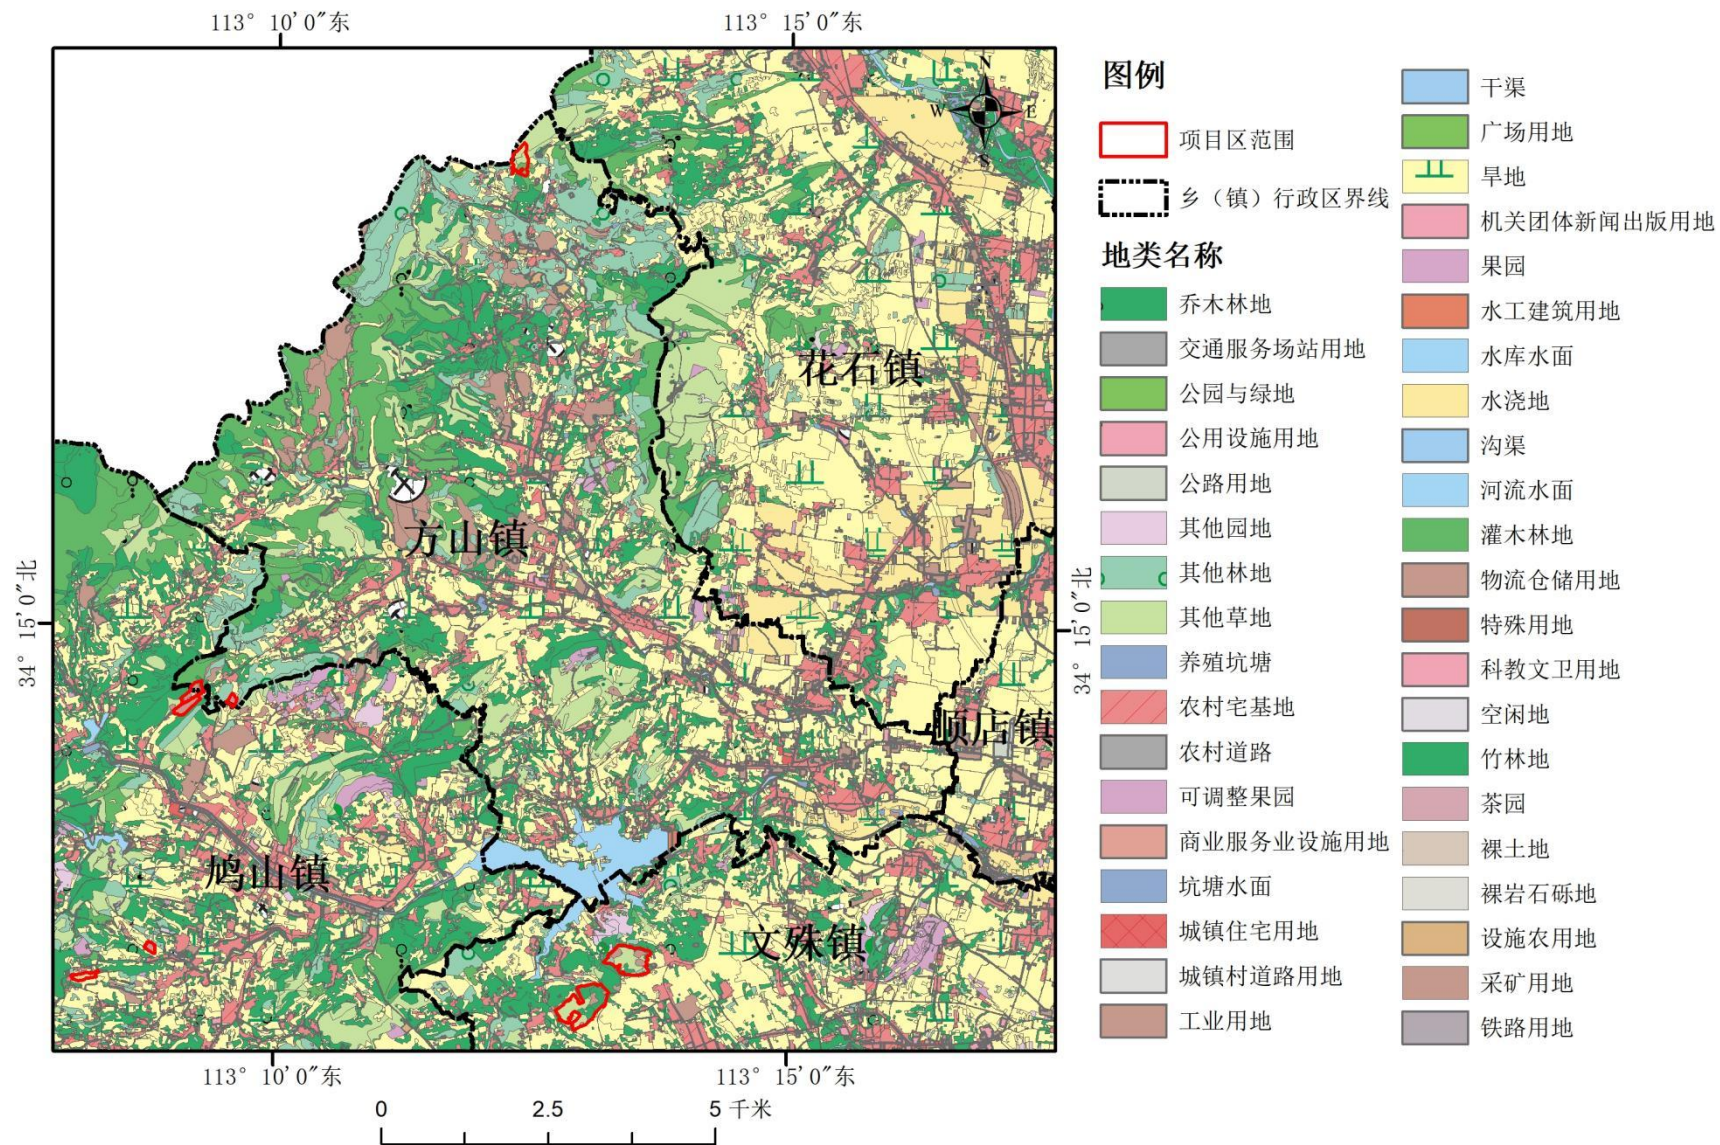 113° 10′0″东
113° 15′0″东
N
W
E
S
花石镇
方山镇
34° 15′0″北
34° 15′0″北
顺店镇
鸠山镇
文殊镇
113° 10′0″东
113° 15′0″东
0
2.5
5 千米
图例
项目区范围
乡（镇）行政区界线
地类名称
乔木林地
交通服务场站用地
公园与绿地
公用设施用地
公路用地
其他园地
其他林地
其他草地
养殖坑塘
农村宅基地
农村道路
可调整果园
商业服务业设施用地
坑塘水面
城镇住宅用地
城镇村道路用地
工业用地
干渠
广场用地
旱地
机关团体新闻出版用地
果园
水工建筑用地
水库水面
水浇地
沟渠
河流水面
灌木林地
物流仓储用地
特殊用地
科教文卫用地
空闲地
竹林地
茶园
裸土地
裸岩石砾地
设施农用地
采矿用地
铁路用地